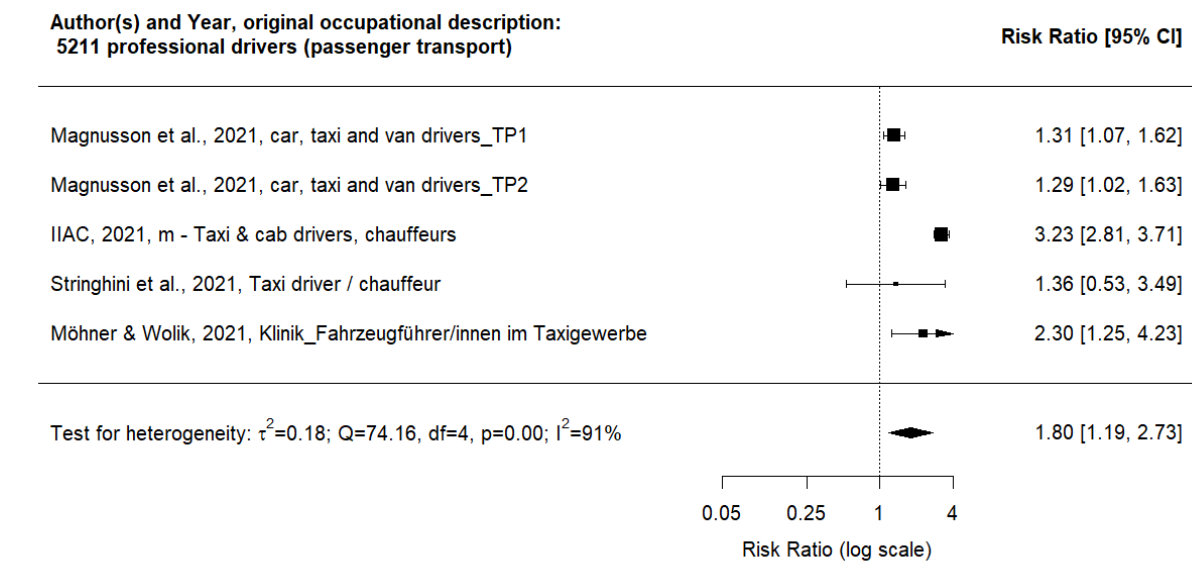 Author(s) and Year, original occupational description:
5211 professional drivers (passenger transport)
Risk Ratio [95% CI]
Magnusson et al., 2021, car, taxi and van drivers_TP1 1.31 [1.07, 1.62]
Magnusson et al., 2021, car, taxi and van drivers_TP2 1.29 [1.02, 1.63]
IIAC, 2021, m - Taxi & cab drivers, chauffeurs 3.23 [2.81, 3.71]
Stringhini et al., 2021, Taxi driver / chauffeur 1.36 [0.53, 3.49]
Möhner & Wolik, 2021, Klinik_Fahrzeugführer/innen im Taxigewerbe 2.30 [1.25, 4.23]
Test for heterogeneity: τ²=0.18; Q=74.16, df=4, p=0.00; I²=91% 1.80 [1.19, 2.73]
0.05 0.25 1 4
Risk Ratio (log scale)